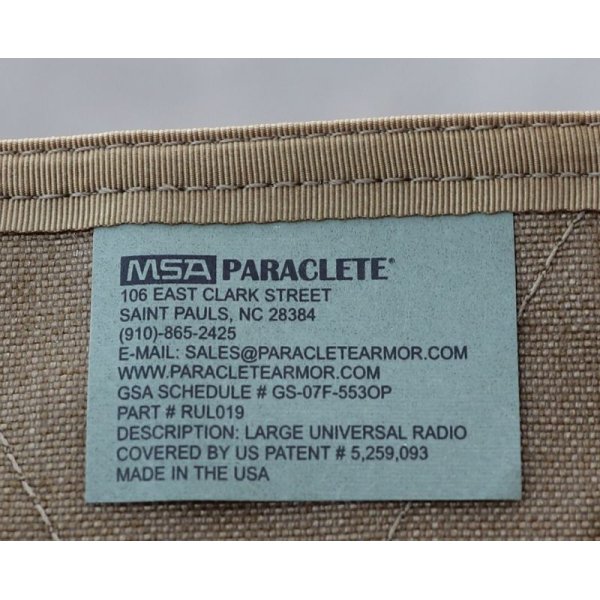 MSA PARACLETE®
106 EAST CLARK STREET
SAINT PAULS, NC 28384
(910)-865-2425
E-MAIL: SALES@PARACLETEARMOR.COM
WWW.PARACLETEARMOR.COM
GSA SCHEDULE # GS-07F-553OP
PART # RUL019
DESCRIPTION: LARGE UNIVERSAL RADIO
COVERED BY US PATENT # 5,259,093
MADE IN THE USA